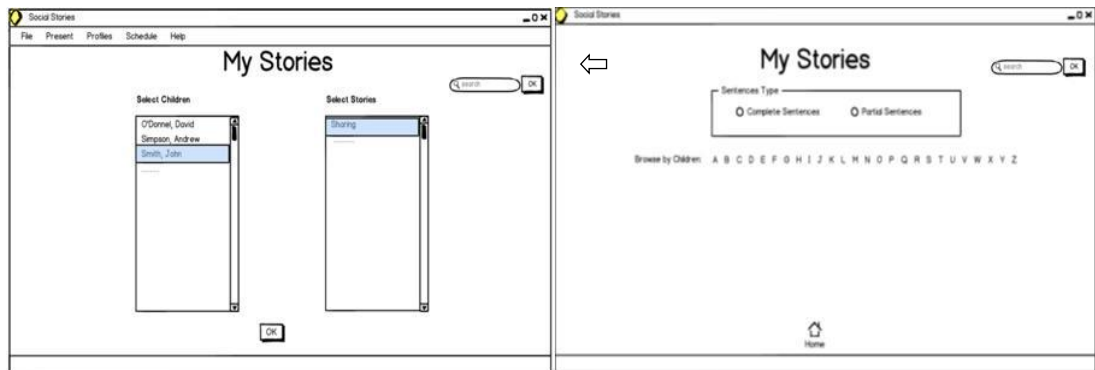 Social Stories
File Present Profiles Schedule Help
My Stories
search OK
Select Children
Select Stories
O'Donnel, David
Simpson, Andrew
Smith, John
Sharing
OK
Social Stories
My Stories
search OK
Sentences Type
Complete Sentences Partial Sentences
Browse by Children: A B C D E F G H I J K L M N O P Q R S T U V W X Y Z
Home